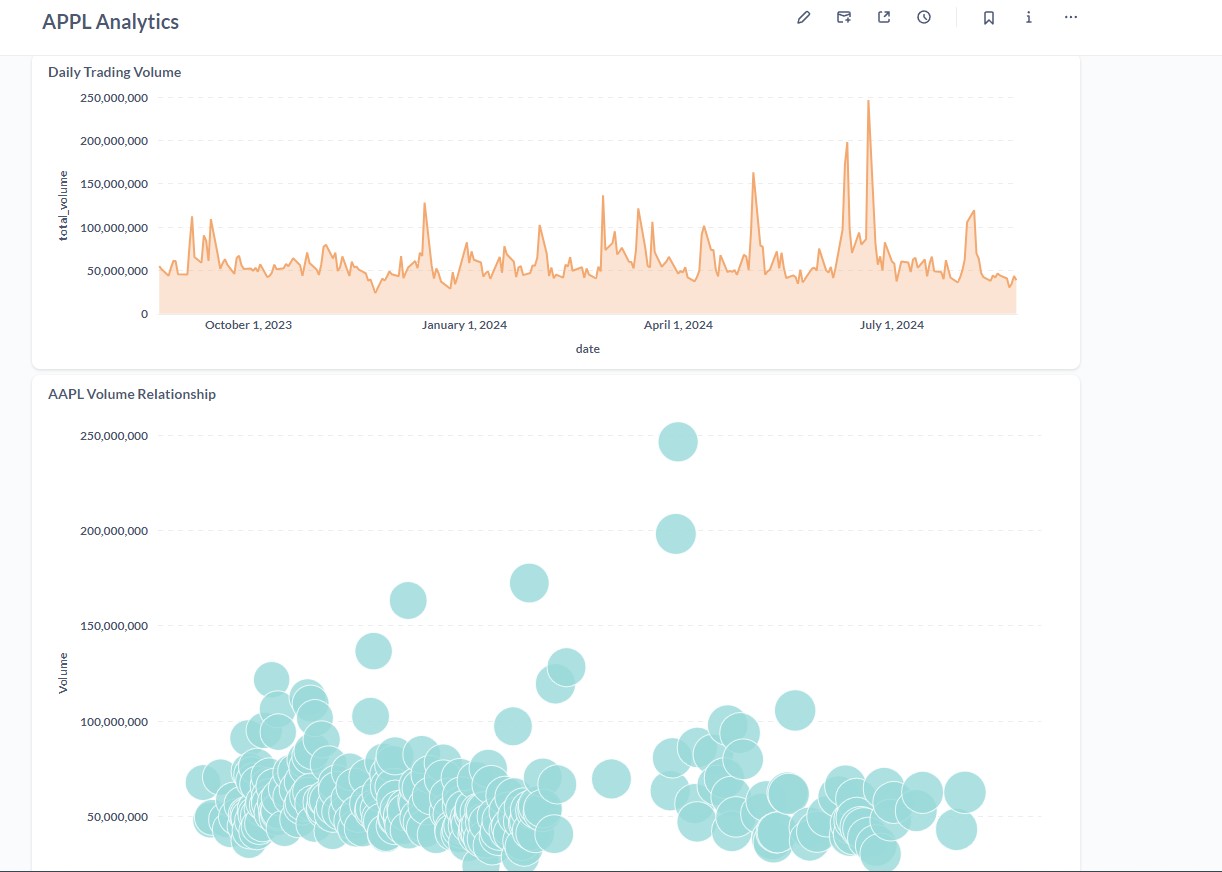 APPL Analytics
Daily Trading Volume
250,000,000
200,000,000
150,000,000
100,000,000
50,000,000
0
total_volume
October 1, 2023 January 1, 2024 April 1, 2024 July 1, 2024
date
AAPL Volume Relationship
250,000,000
200,000,000
150,000,000
100,000,000
50,000,000
Volume